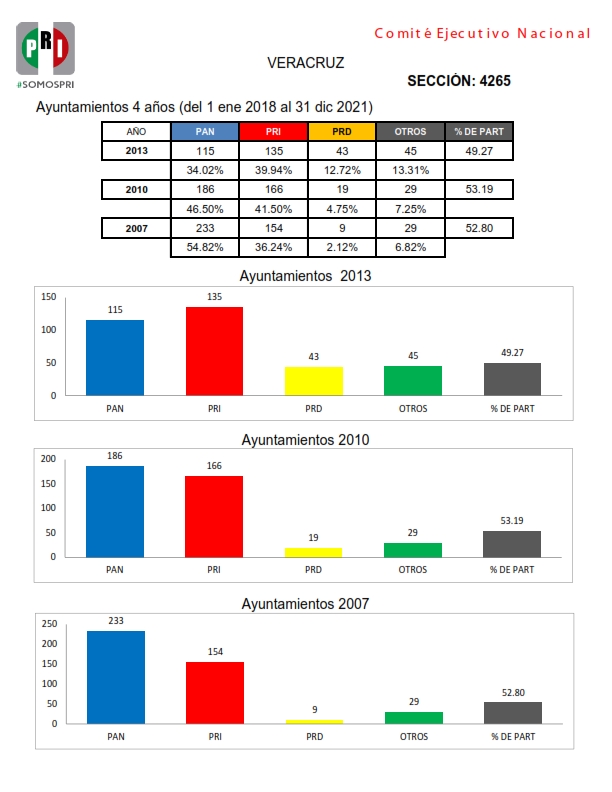 PRI
#SOMOSPRI
Comité Ejecutivo Nacional
VERACRUZ
SECCIÓN: 4265
Ayuntamientos 4 años (del 1 ene 2018 al 31 dic 2021)
AÑO PAN PRI PRD OTROS % DE PART
2013 115 135 43 45 49.27
34.02% 39.94% 12.72% 13.31%
2010 186 166 19 29 53.19
46.50% 41.50% 4.75% 7.25%
2007 233 154 9 29 52.80
54.82% 36.24% 2.12% 6.82%
Ayuntamientos 2013
150
100
50
0
115 135 43 45 49.27
PAN PRI PRD OTROS % DE PART
Ayuntamientos 2010
200
150
100
50
0
186 166 19 29 53.19
PAN PRI PRD OTROS % DE PART
Ayuntamientos 2007
250
200
150
100
50
0
233 154 9 29 52.80
PAN PRI PRD OTROS % DE PART